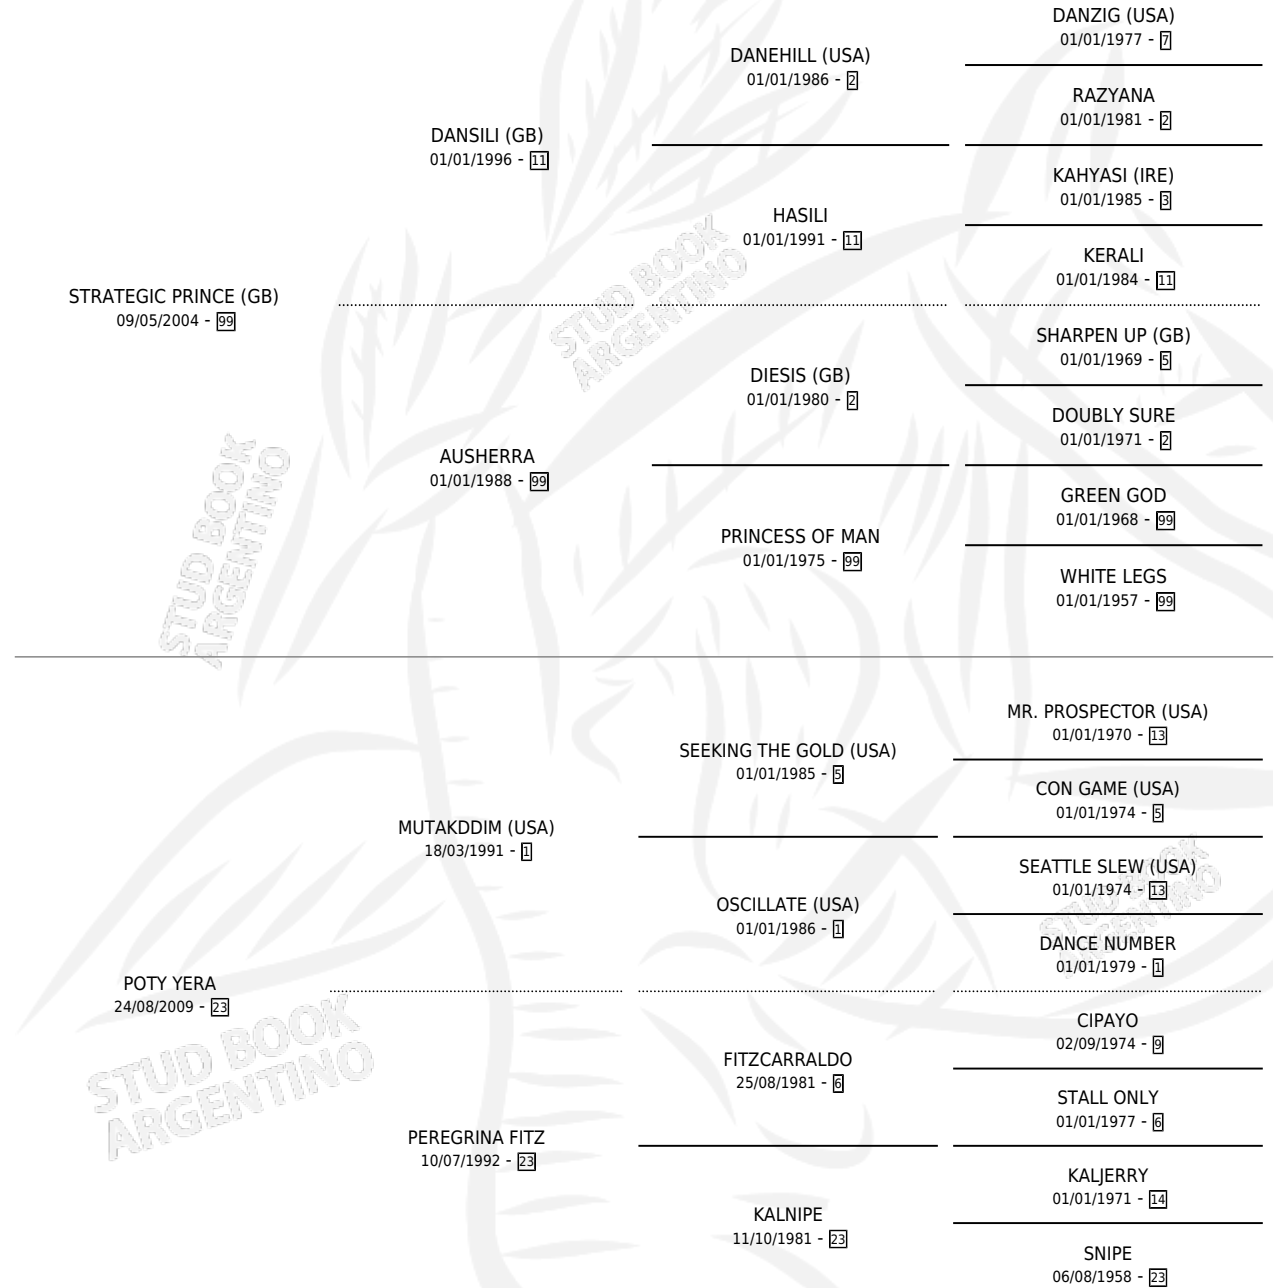 DANZIG (USA)
01/01/1977 - 7
DANEHILL (USA)
01/01/1986 - 2
RAZYANA
01/01/1981 - 2
DANSILI (GB)
01/01/1996 - 11
KAHYASI (IRE)
01/01/1985 - 3
HASILI
01/01/1991 - 11
KERALI
01/01/1984 - 11
STRATEGIC PRINCE (GB)
09/05/2004 - 99
SHARPEN UP (GB)
01/01/1969 - 5
DIESIS (GB)
01/01/1980 - 2
DOUBLY SURE
01/01/1971 - 2
AUSHERRA
01/01/1988 - 99
GREEN GOD
01/01/1968 - 99
PRINCESS OF MAN
01/01/1975 - 99
WHITE LEGS
01/01/1957 - 99
MR. PROSPECTOR (USA)
01/01/1970 - 13
SEEKING THE GOLD (USA)
01/01/1985 - 5
CON GAME (USA)
01/01/1974 - 5
MUTAKDDIM (USA)
18/03/1991 - 1
SEATTLE SLEW (USA)
01/01/1974 - 13
OSCILLATE (USA)
01/01/1986 - 1
DANCE NUMBER
01/01/1979 - 1
POTY YERA
24/08/2009 - 23
CIPAYO
02/09/1974 - 9
FITZCARRALDO
25/08/1981 - 6
STALL ONLY
01/01/1977 - 6
PEREGRINA FITZ
10/07/1992 - 23
KALJERRY
01/01/1971 - 14
KALNIPE
11/10/1981 - 23
SNIPE
06/08/1958 - 23
STUD BOOK
ARGENTINO
STUD BOOK
ARGENTINO
STUD BOOK
ARGENTINO
STUD BOOK
ARGENTINO